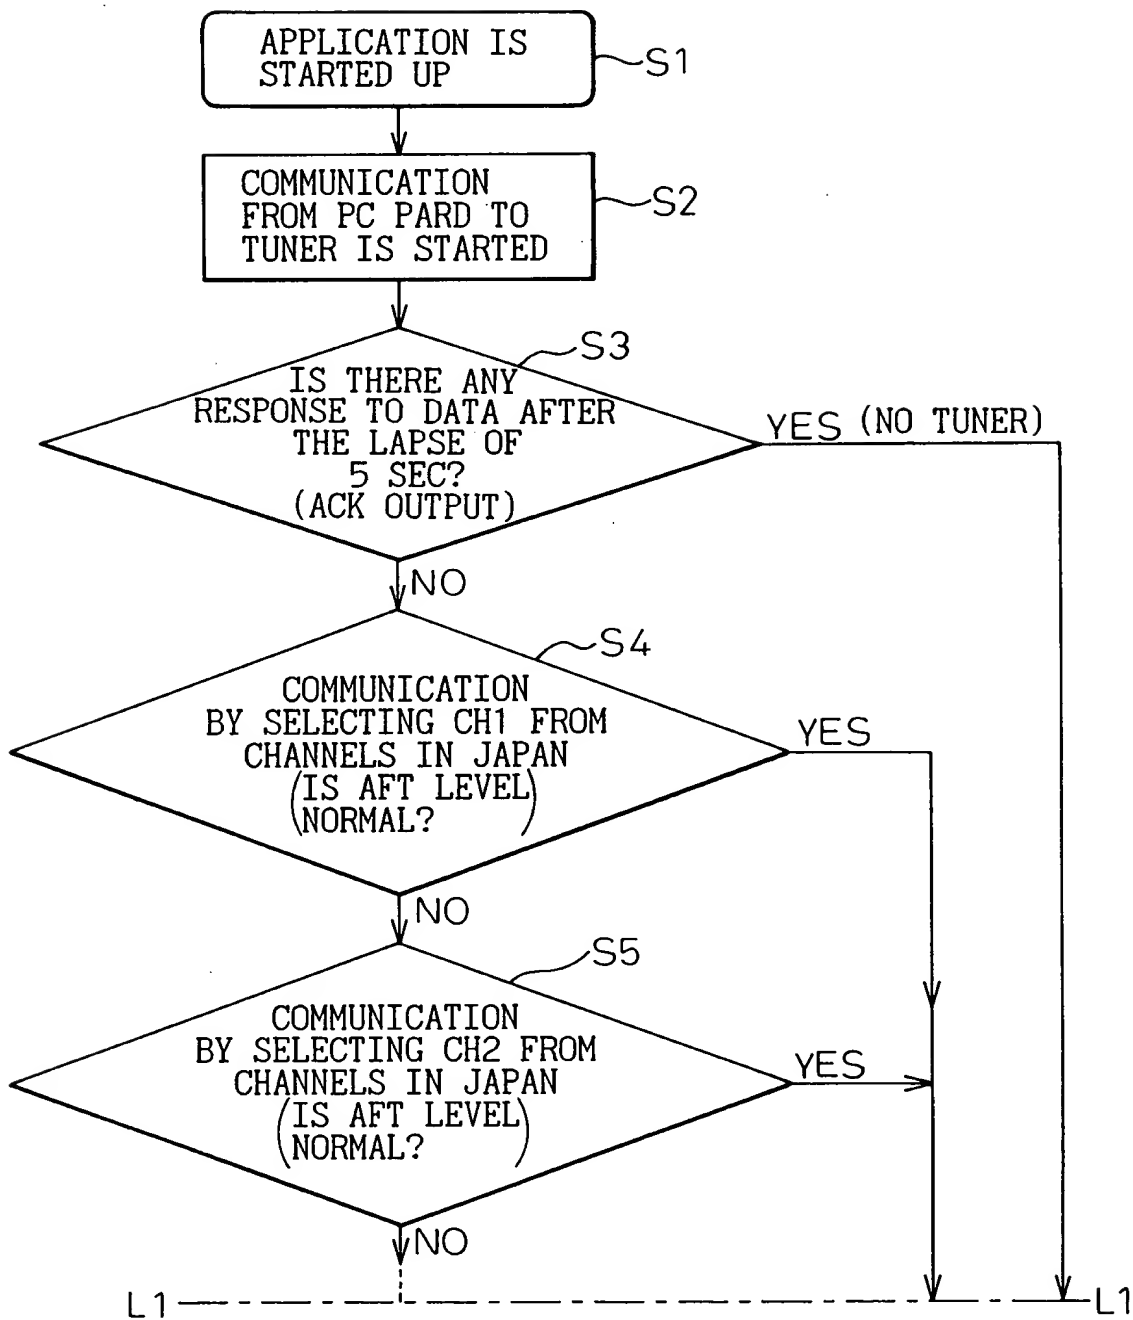 APPLICATION IS
STARTED UP
S1
COMMUNICATION
FROM PC PARD TO
TUNER IS STARTED
S2
S3
IS THERE ANY
RESPONSE TO DATA AFTER
THE LAPSE OF
5 SEC?
(ACK OUTPUT)
YES (NO TUNER)
NO
S4
COMMUNICATION
BY SELECTING CH1 FROM
CHANNELS IN JAPAN
(IS AFT LEVEL
NORMAL? )
YES
NO
S5
COMMUNICATION
BY SELECTING CH2 FROM
CHANNELS IN JAPAN
(IS AFT LEVEL
NORMAL? )
YES
NO
L1 L1